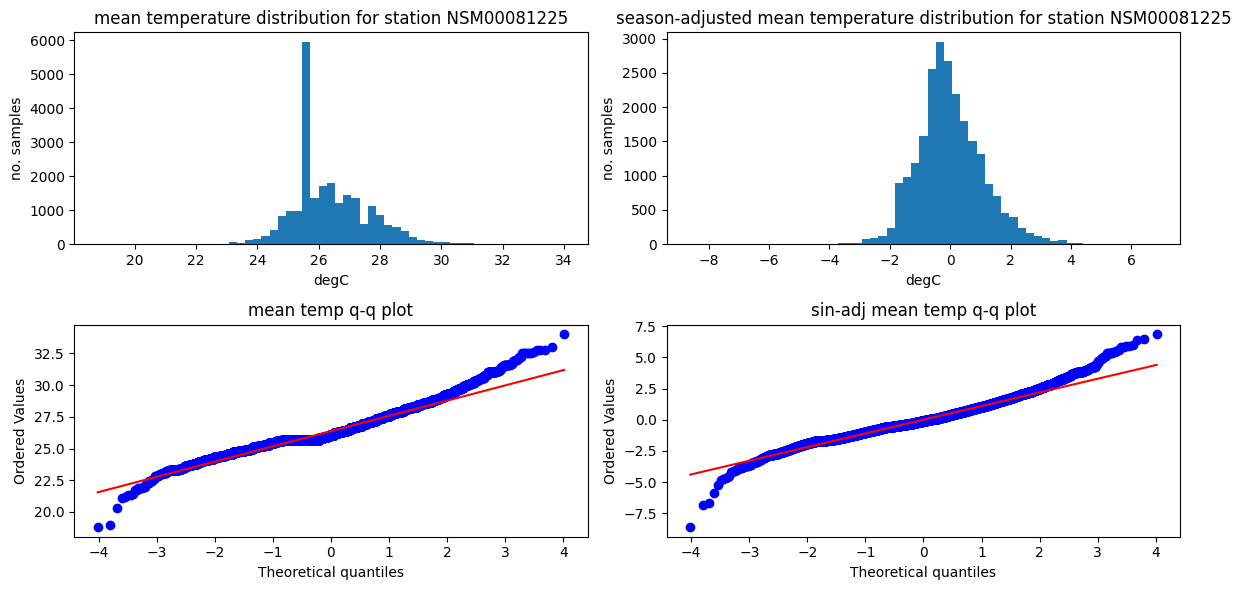 mean temperature distribution for station NSM00081225
season-adjusted mean temperature distribution for station NSM00081225
no. samples
6000
5000
4000
3000
2000
1000
0
20 22 24 26 28 30 32 34
degC
no. samples
3000
2500
2000
1500
1000
500
0
−8 −6 −4 −2 0 2 4 6
degC
mean temp q-q plot
sin-adj mean temp q-q plot
Ordered Values
32.5
30.0
27.5
25.0
22.5
20.0
−4 −3 −2 −1 0 1 2 3 4
Theoretical quantiles
Ordered Values
7.5
5.0
2.5
0.0
−2.5
−5.0
−7.5
−4 −3 −2 −1 0 1 2 3 4
Theoretical quantiles